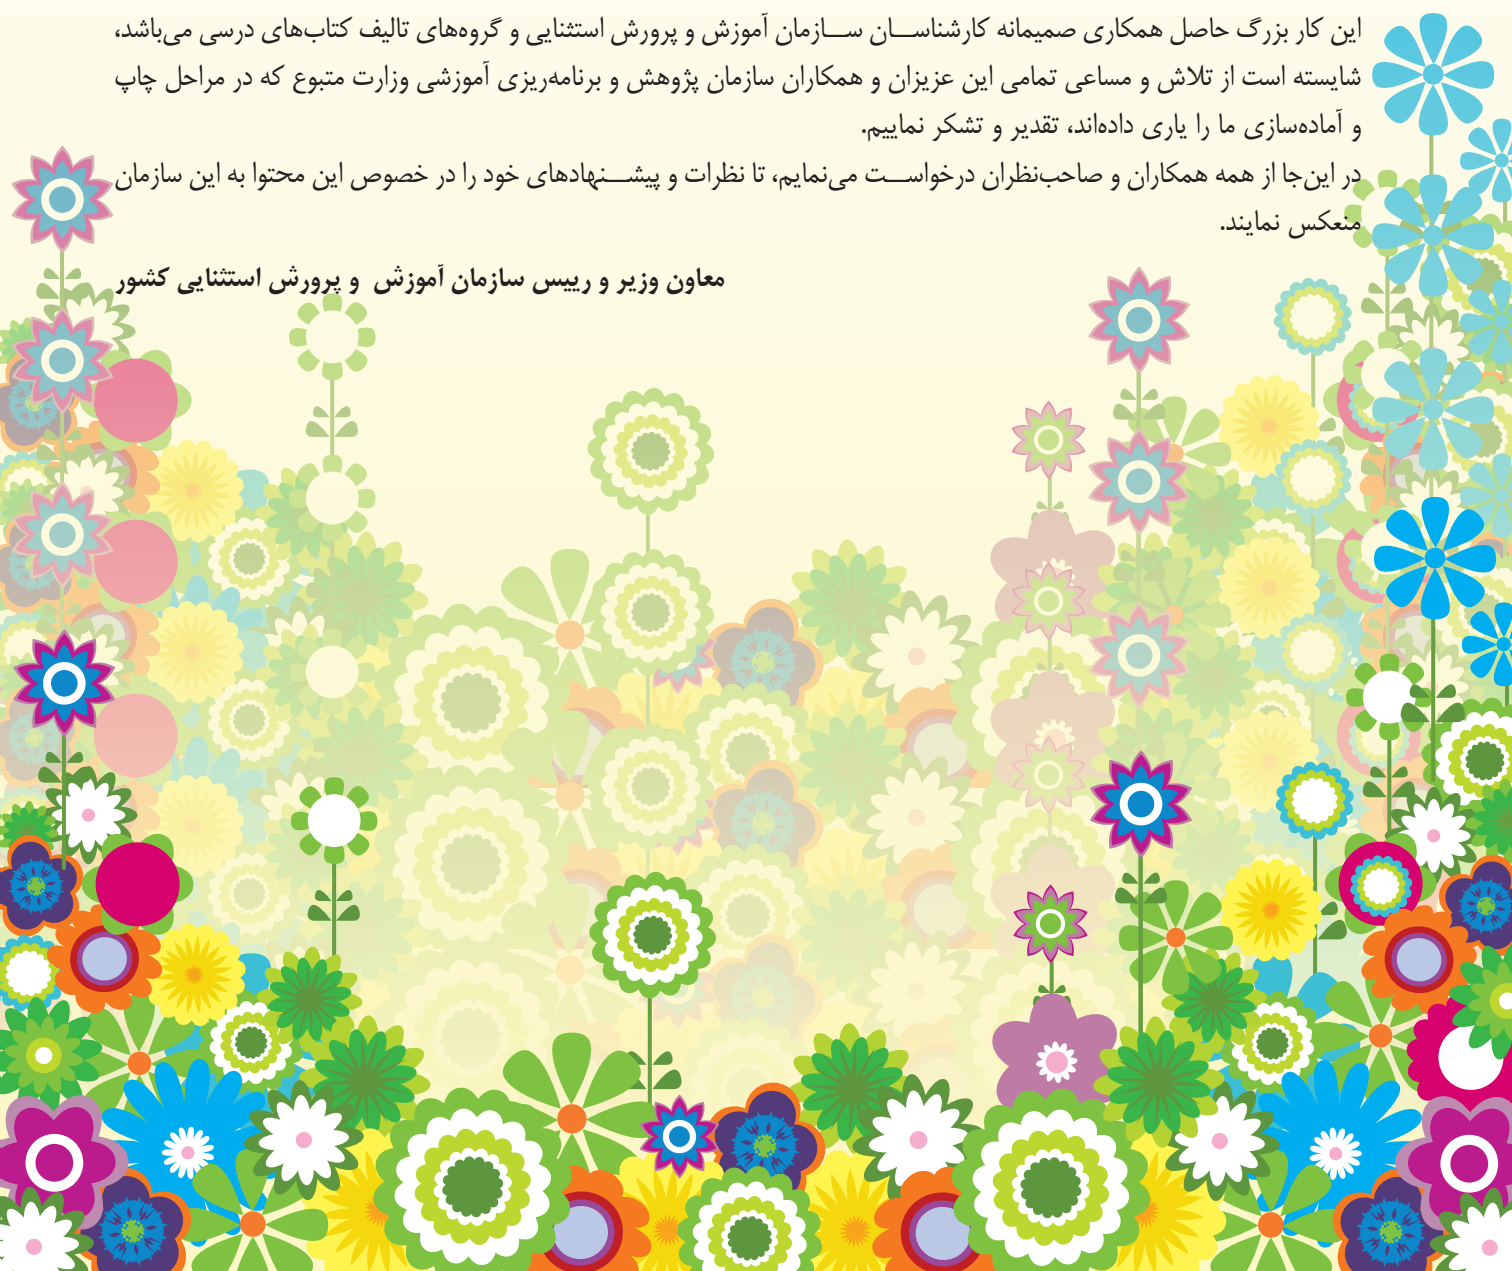 این کار بزرگ حاصل همکاری صمیمانه کارشناسان سازمان آموزش و پرورش استثنایی و گروه‌های تالیف کتاب‌های درسی می‌باشد،
شایسته است از تلاش و مساعی تمامی این عزیزان و همکاران سازمان پژوهش و برنامه‌ریزی آموزشی وزارت متبوع که در مراحل چاپ
و آماده‌سازی ما را یاری داده‌اند، تقدیر و تشکر نماییم.
در این‌جا از همه همکاران و صاحب‌نظران درخواست می‌نمایم، تا نظرات و پیشنهادهای خود را در خصوص این محتوا به این سازمان
منعکس نمایند.
معاون وزیر و رییس سازمان آموزش و پرورش استثنایی کشور